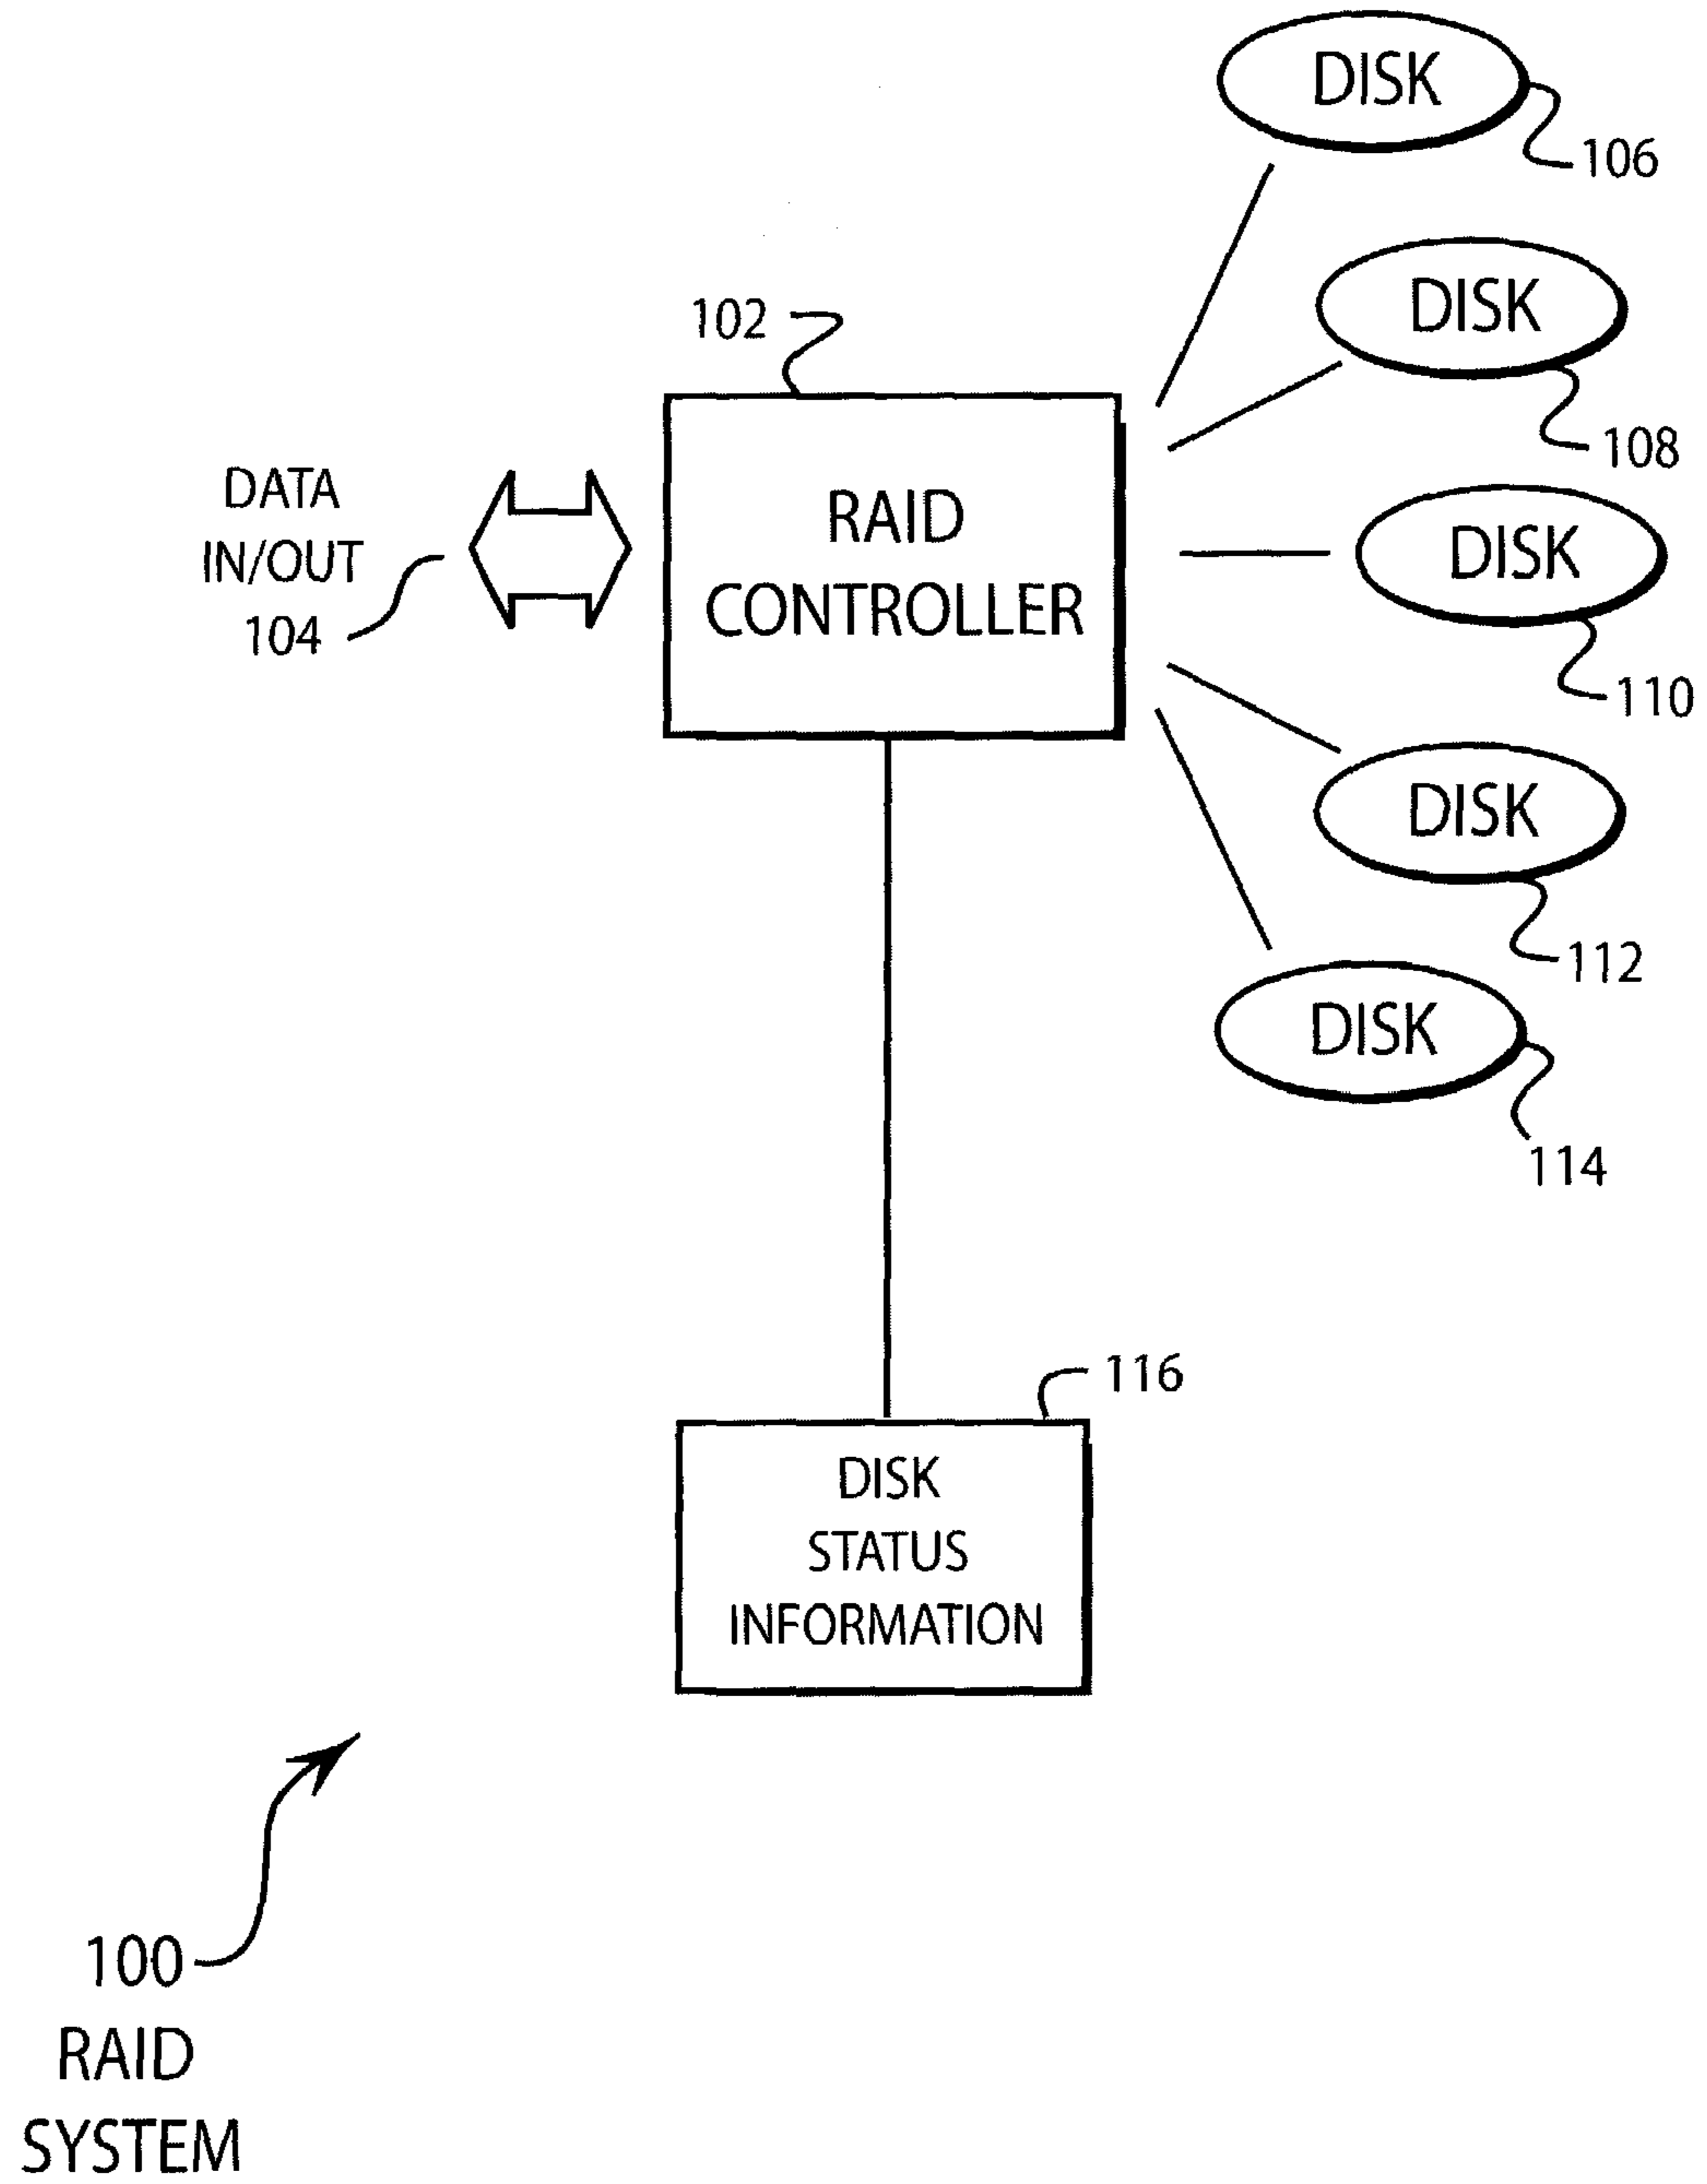 DISK
106
DISK
108
102
RAID
CONTROLLER
DATA
IN/OUT
104
DISK
110
DISK
112
DISK
114
116
DISK
STATUS
INFORMATION
100
RAID
SYSTEM